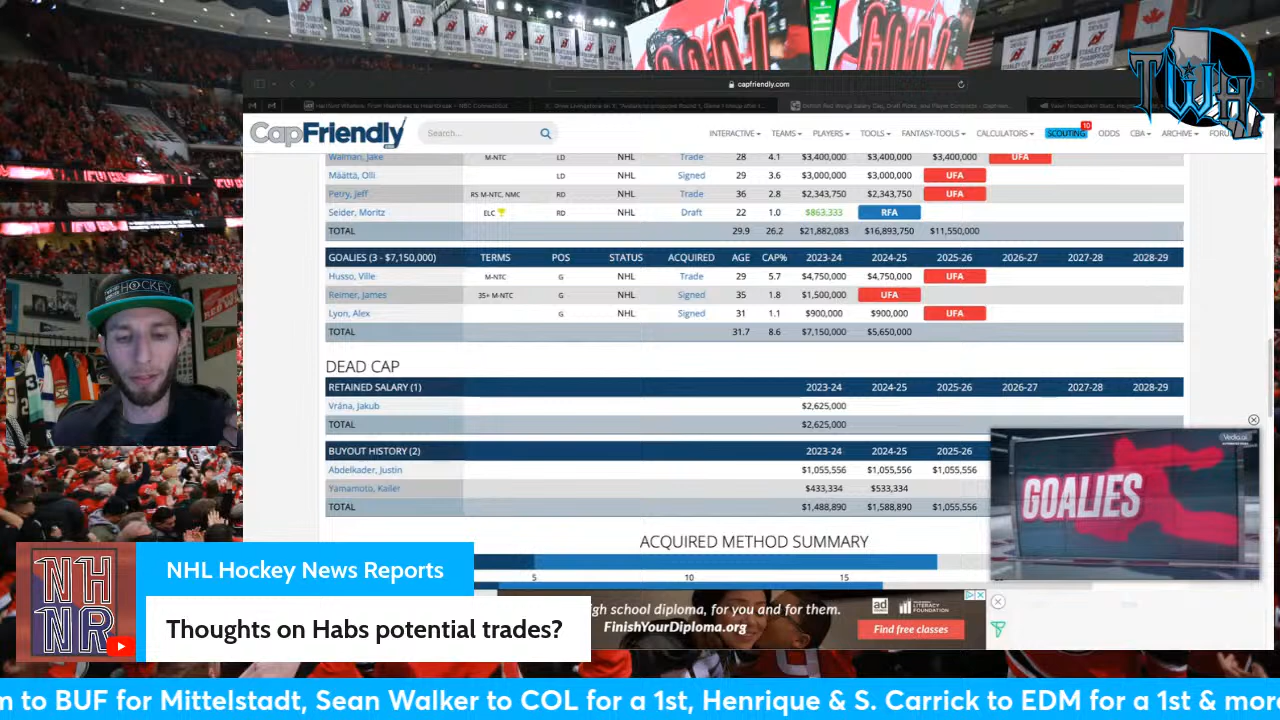 GOAL GOAL
TWH
capfriendly.com
CapFriendly Search... INTERACTIVE TEAMS PLAYERS TOOLS FANTASY-TOOLS CALCULATORS SCOUTING 10 ODDS CBA ARCHIVE
Walman, Jake M-NTC LD NHL Trade 28 4.1 $3,400,000 $3,400,000 $3,400,000 UFA
Määttä, Olli LD NHL Signed 29 3.6 $3,000,000 $3,000,000 UFA
Petry, Jeff RS M-NTC, NMC RD NHL Trade 36 2.8 $2,343,750 $2,343,750 UFA
Seider, Moritz ELC RD NHL Draft 22 1.0 $863,333 RFA
TOTAL 29.9 26.2 $21,882,083 $16,893,750 $11,550,000
GOALIES (3 - $7,150,000) TERMS POS STATUS ACQUIRED AGE CAP% 2023-24 2024-25 2025-26 2026-27 2027-28 2028-29
Husso, Ville M-NTC G NHL Trade 29 5.7 $4,750,000 $4,750,000 UFA
Reimer, James 35+ M-NTC G NHL Signed 35 1.8 $1,500,000 UFA
Lyon, Alex G NHL Signed 31 1.1 $900,000 $900,000 UFA
TOTAL 31.7 8.6 $7,150,000 $5,650,000
DEAD CAP
RETAINED SALARY (1) 2023-24 2024-25 2025-26 2026-27 2027-28 2028-29
Vrána, Jakub $2,625,000
TOTAL $2,625,000
BUYOUT HISTORY (2) 2023-24 2024-25 2025-26
Abdelkader, Justin $1,055,556 $1,055,556 $1,055,556
Yamamoto, Kailer $433,334 $533,334
TOTAL $1,488,890 $1,588,890 $1,055,556
GOALIES
ACQUIRED METHOD SUMMARY
5 10 15
gh school diploma, for you and for them.
FinishYourDiploma.org
ad
Find free classes
HOCKEY
NH
NR
NHL Hockey News Reports
Thoughts on Habs potential trades?
m to BUF for Mittelstadt, Sean Walker to COL for a 1st, Henrique & S. Carrick to EDM for a 1st & mor